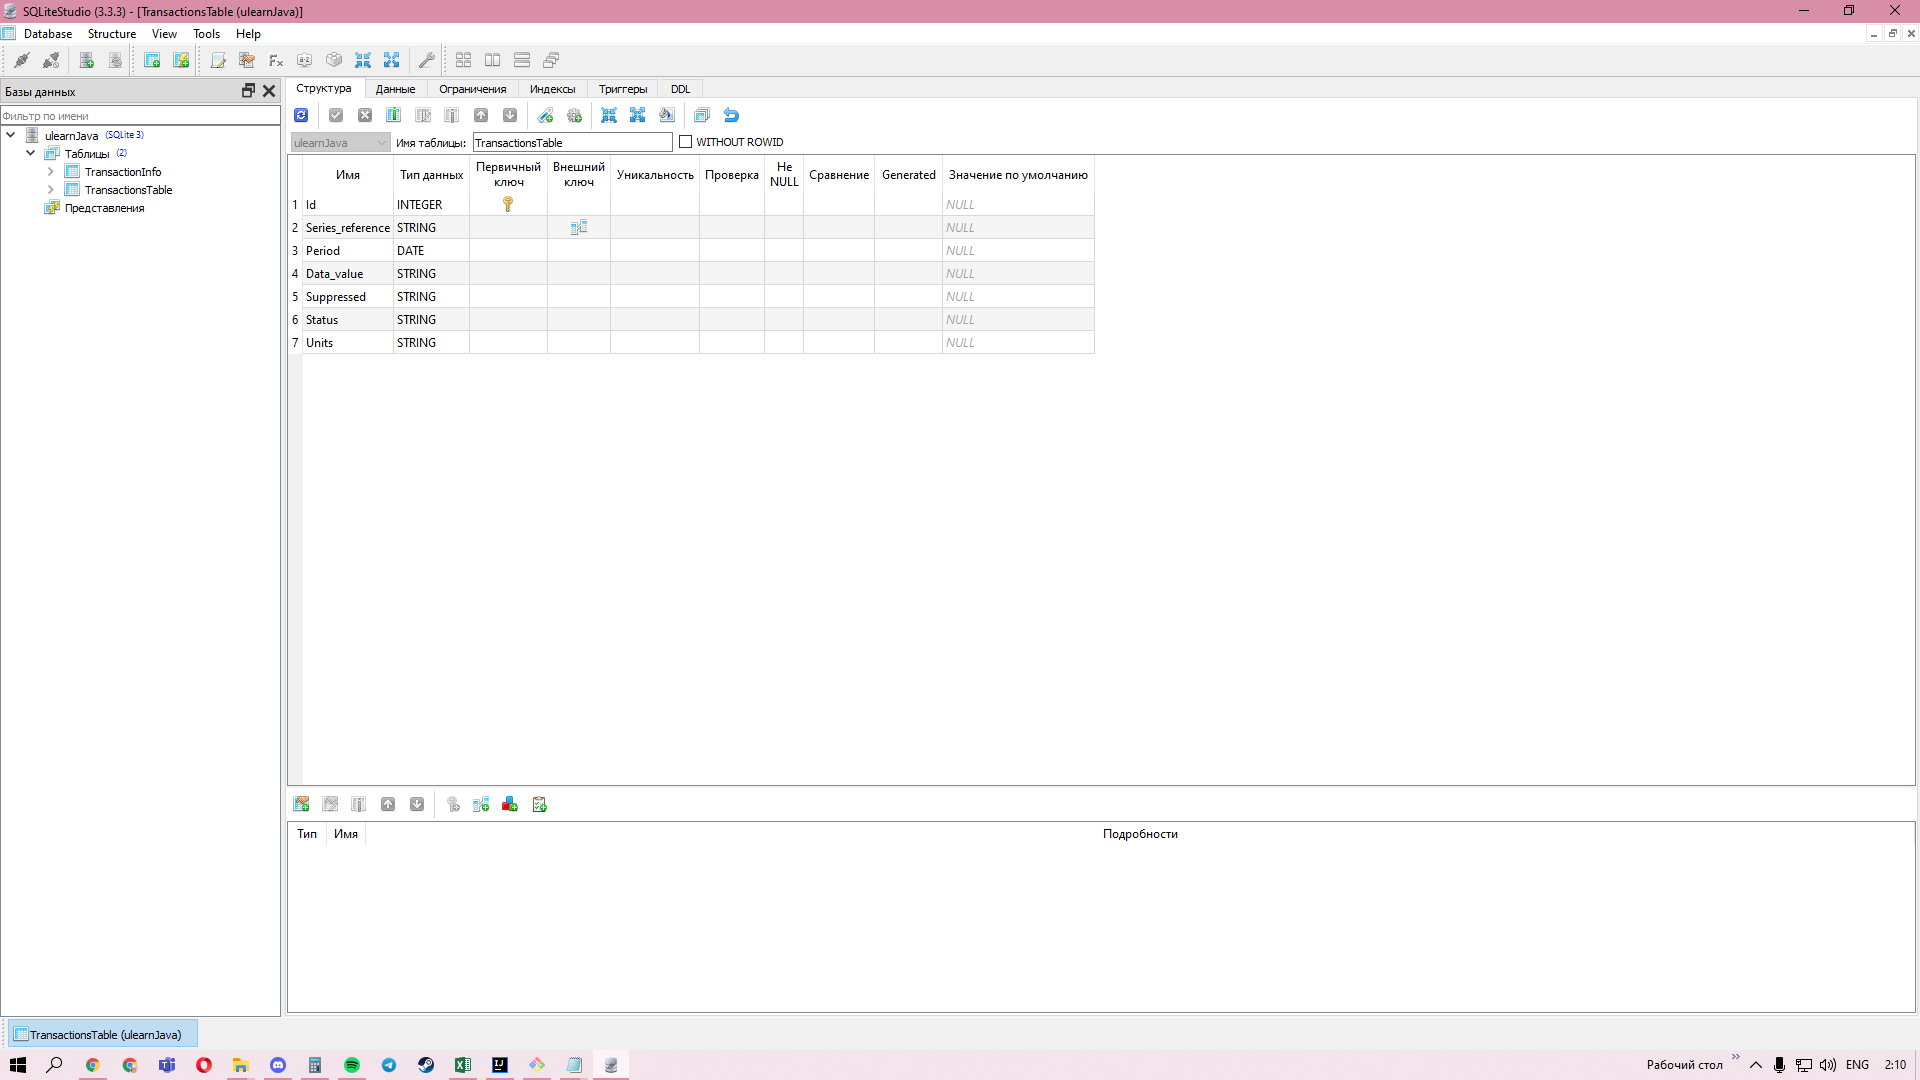 SQLiteStudio (3.3.3) - [TransactionsTable (ulearnJava)]
Database Structure View Tools Help
Базы данных
Фильтр по имени
ulearnJava (SQLite 3)
Таблицы (2)
TransactionInfo
TransactionsTable
Представления
Структура Данные Ограничения Индексы Триггеры DDL
ulearnJava Имя таблицы: TransactionsTable WITHOUT ROWID
Имя Тип данных Первичный ключ Внешний ключ Уникальность Проверка Не NULL Сравнение Generated Значение по умолчанию
1 Id INTEGER NULL
2 Series_reference STRING NULL
3 Period DATE NULL
4 Data_value STRING NULL
5 Suppressed STRING NULL
6 Status STRING NULL
7 Units STRING NULL
Тип Имя Подробности
TransactionsTable (ulearnJava)
Рабочий стол ENG 2:10